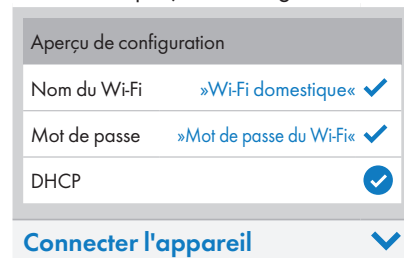 Aperçu de configuration
Nom du Wi-Fi »Wi-Fi domestique«
Mot de passe »Mot de passe du Wi-Fi«
DHCP
Connecter l'appareil